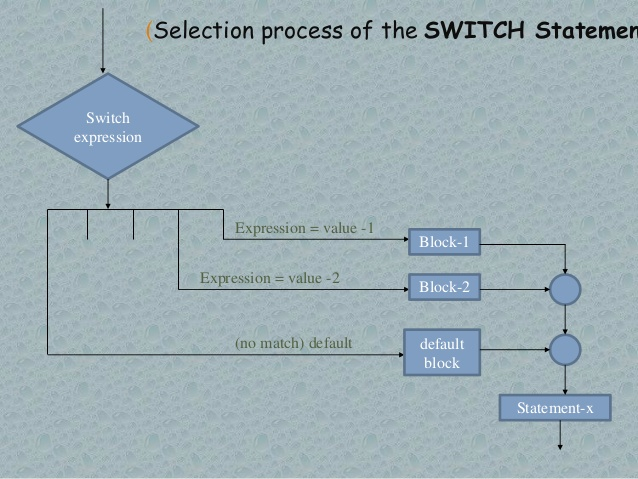 (Selection process of the SWITCH Statemen
Switch
expression
Expression = value -1
Block-1
Expression = value -2
Block-2
(no match) default
default
block
Statement-x